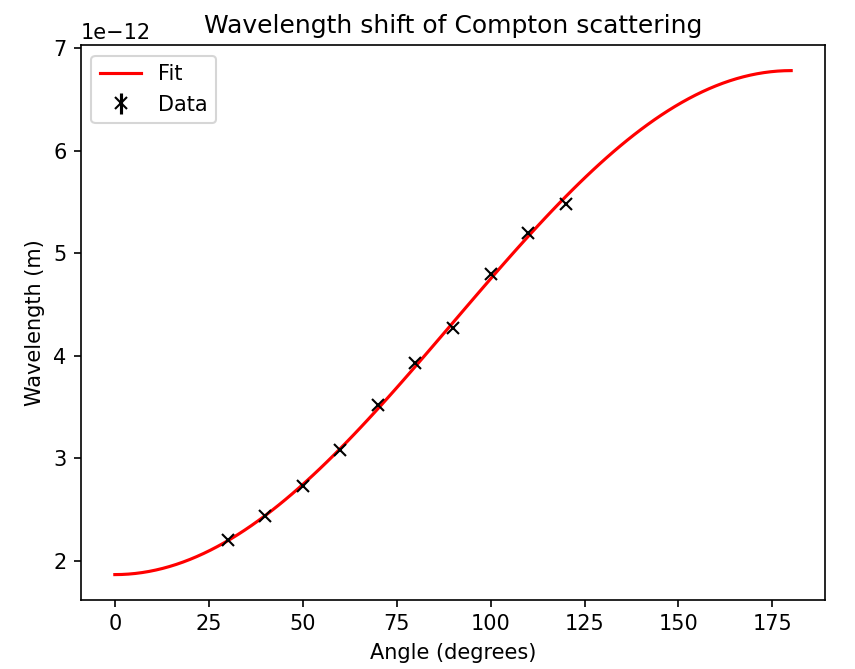 Wavelength shift of Compton scattering
1e−12
Fit
Data
7
6
5
4
3
2
Wavelength (m)
0 25 50 75 100 125 150 175
Angle (degrees)